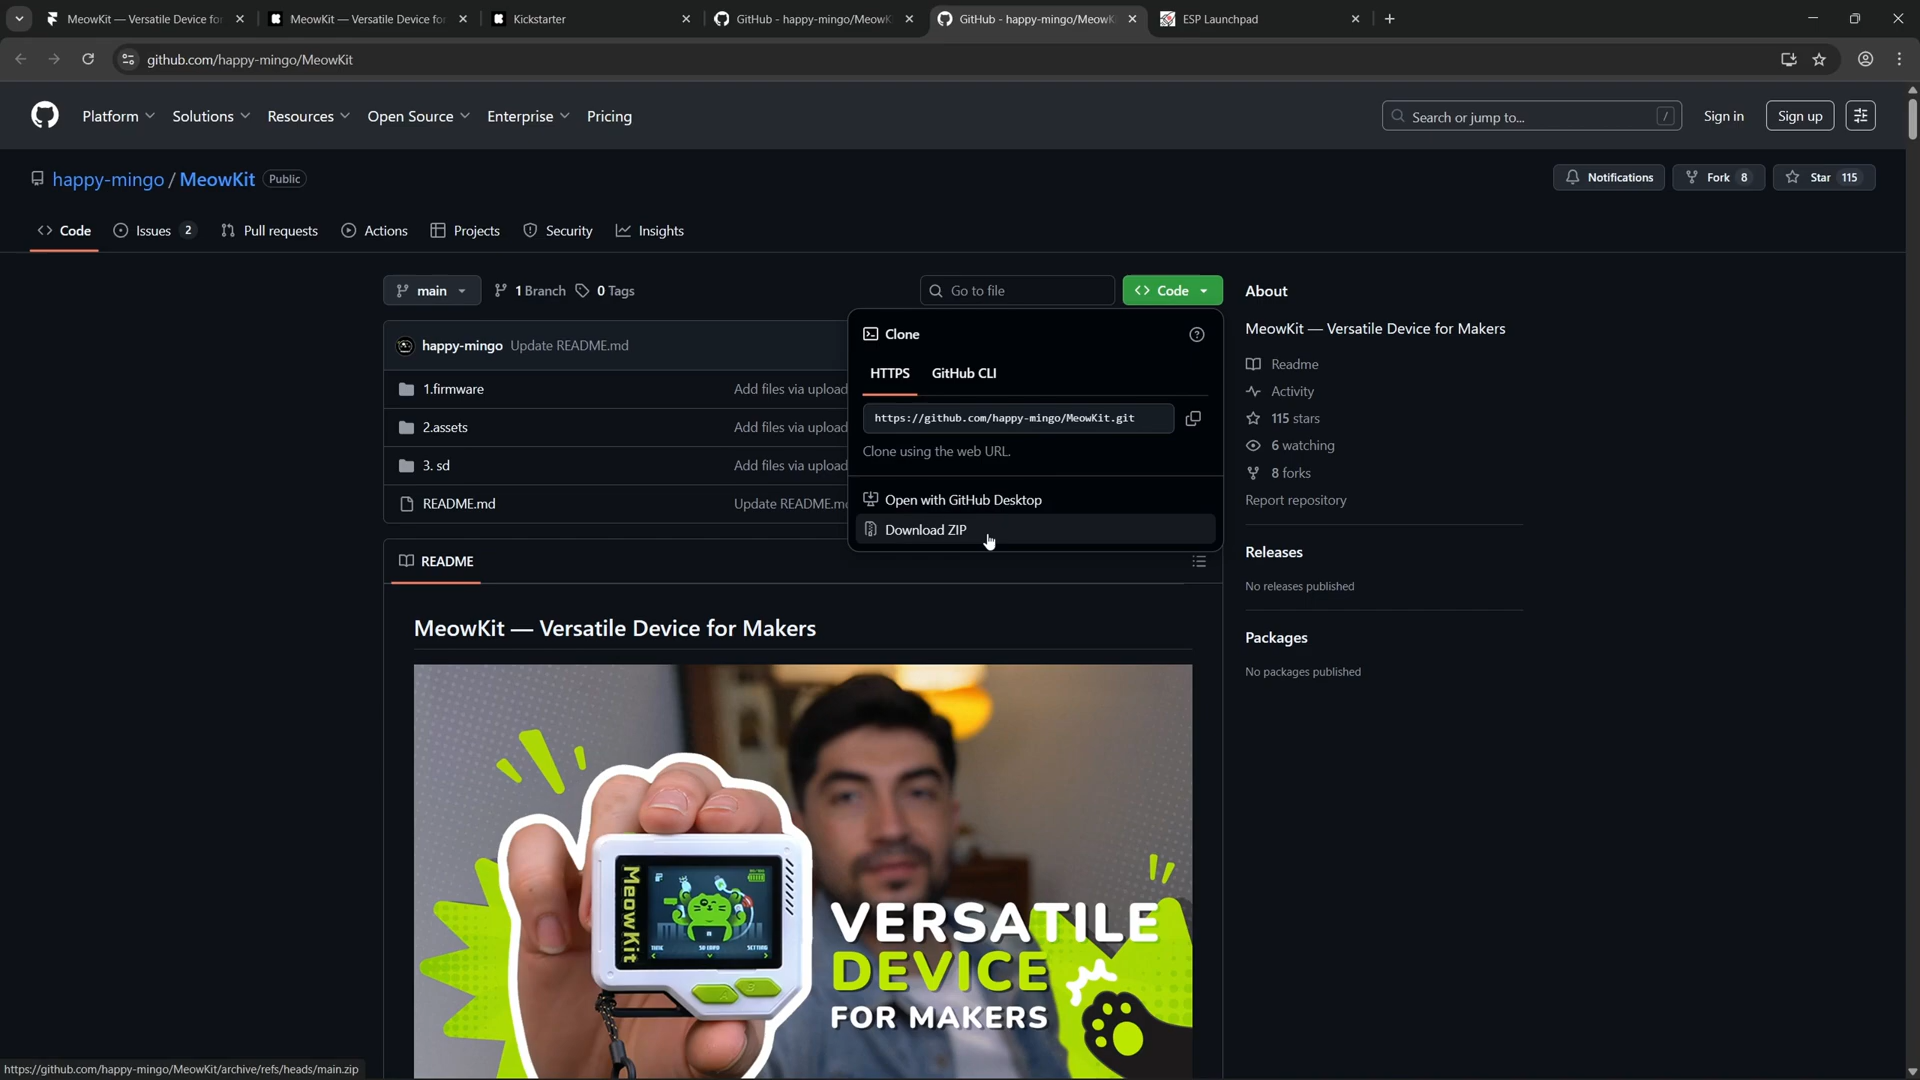 MeowKit — Versatile Device for
MeowKit — Versatile Device for
Kickstarter
GitHub - happy-mingo/MeowK
GitHub - happy-mingo/MeowK
ESP Launchpad
github.com/happy-mingo/MeowKit
Platform
Solutions
Resources
Open Source
Enterprise
Pricing
Search or jump to...
/
Sign in
Sign up
happy-mingo / MeowKit
Public
Notifications
Fork 8
Star 115
Code
Issues 2
Pull requests
Actions
Projects
Security
Insights
main
1 Branch
0 Tags
Go to file
Code
About
MeowKit — Versatile Device for Makers
Readme
Activity
115 stars
6 watching
8 forks
Report repository
Releases
No releases published
Packages
No packages published
happy-mingo Update README.md
1.firmware Add files via upload
2.assets Add files via upload
3. sd Add files via upload
README.md Update README.m
Clone
HTTPS
GitHub CLI
https://github.com/happy-mingo/MeowKit.git
Clone using the web URL.
Open with GitHub Desktop
Download ZIP
README
MeowKit — Versatile Device for Makers
MeowKit
SD CARD
SETTING
VERSATILE
DEVICE
FOR MAKERS
https://github.com/happy-mingo/MeowKit/archive/refs/heads/main.zip